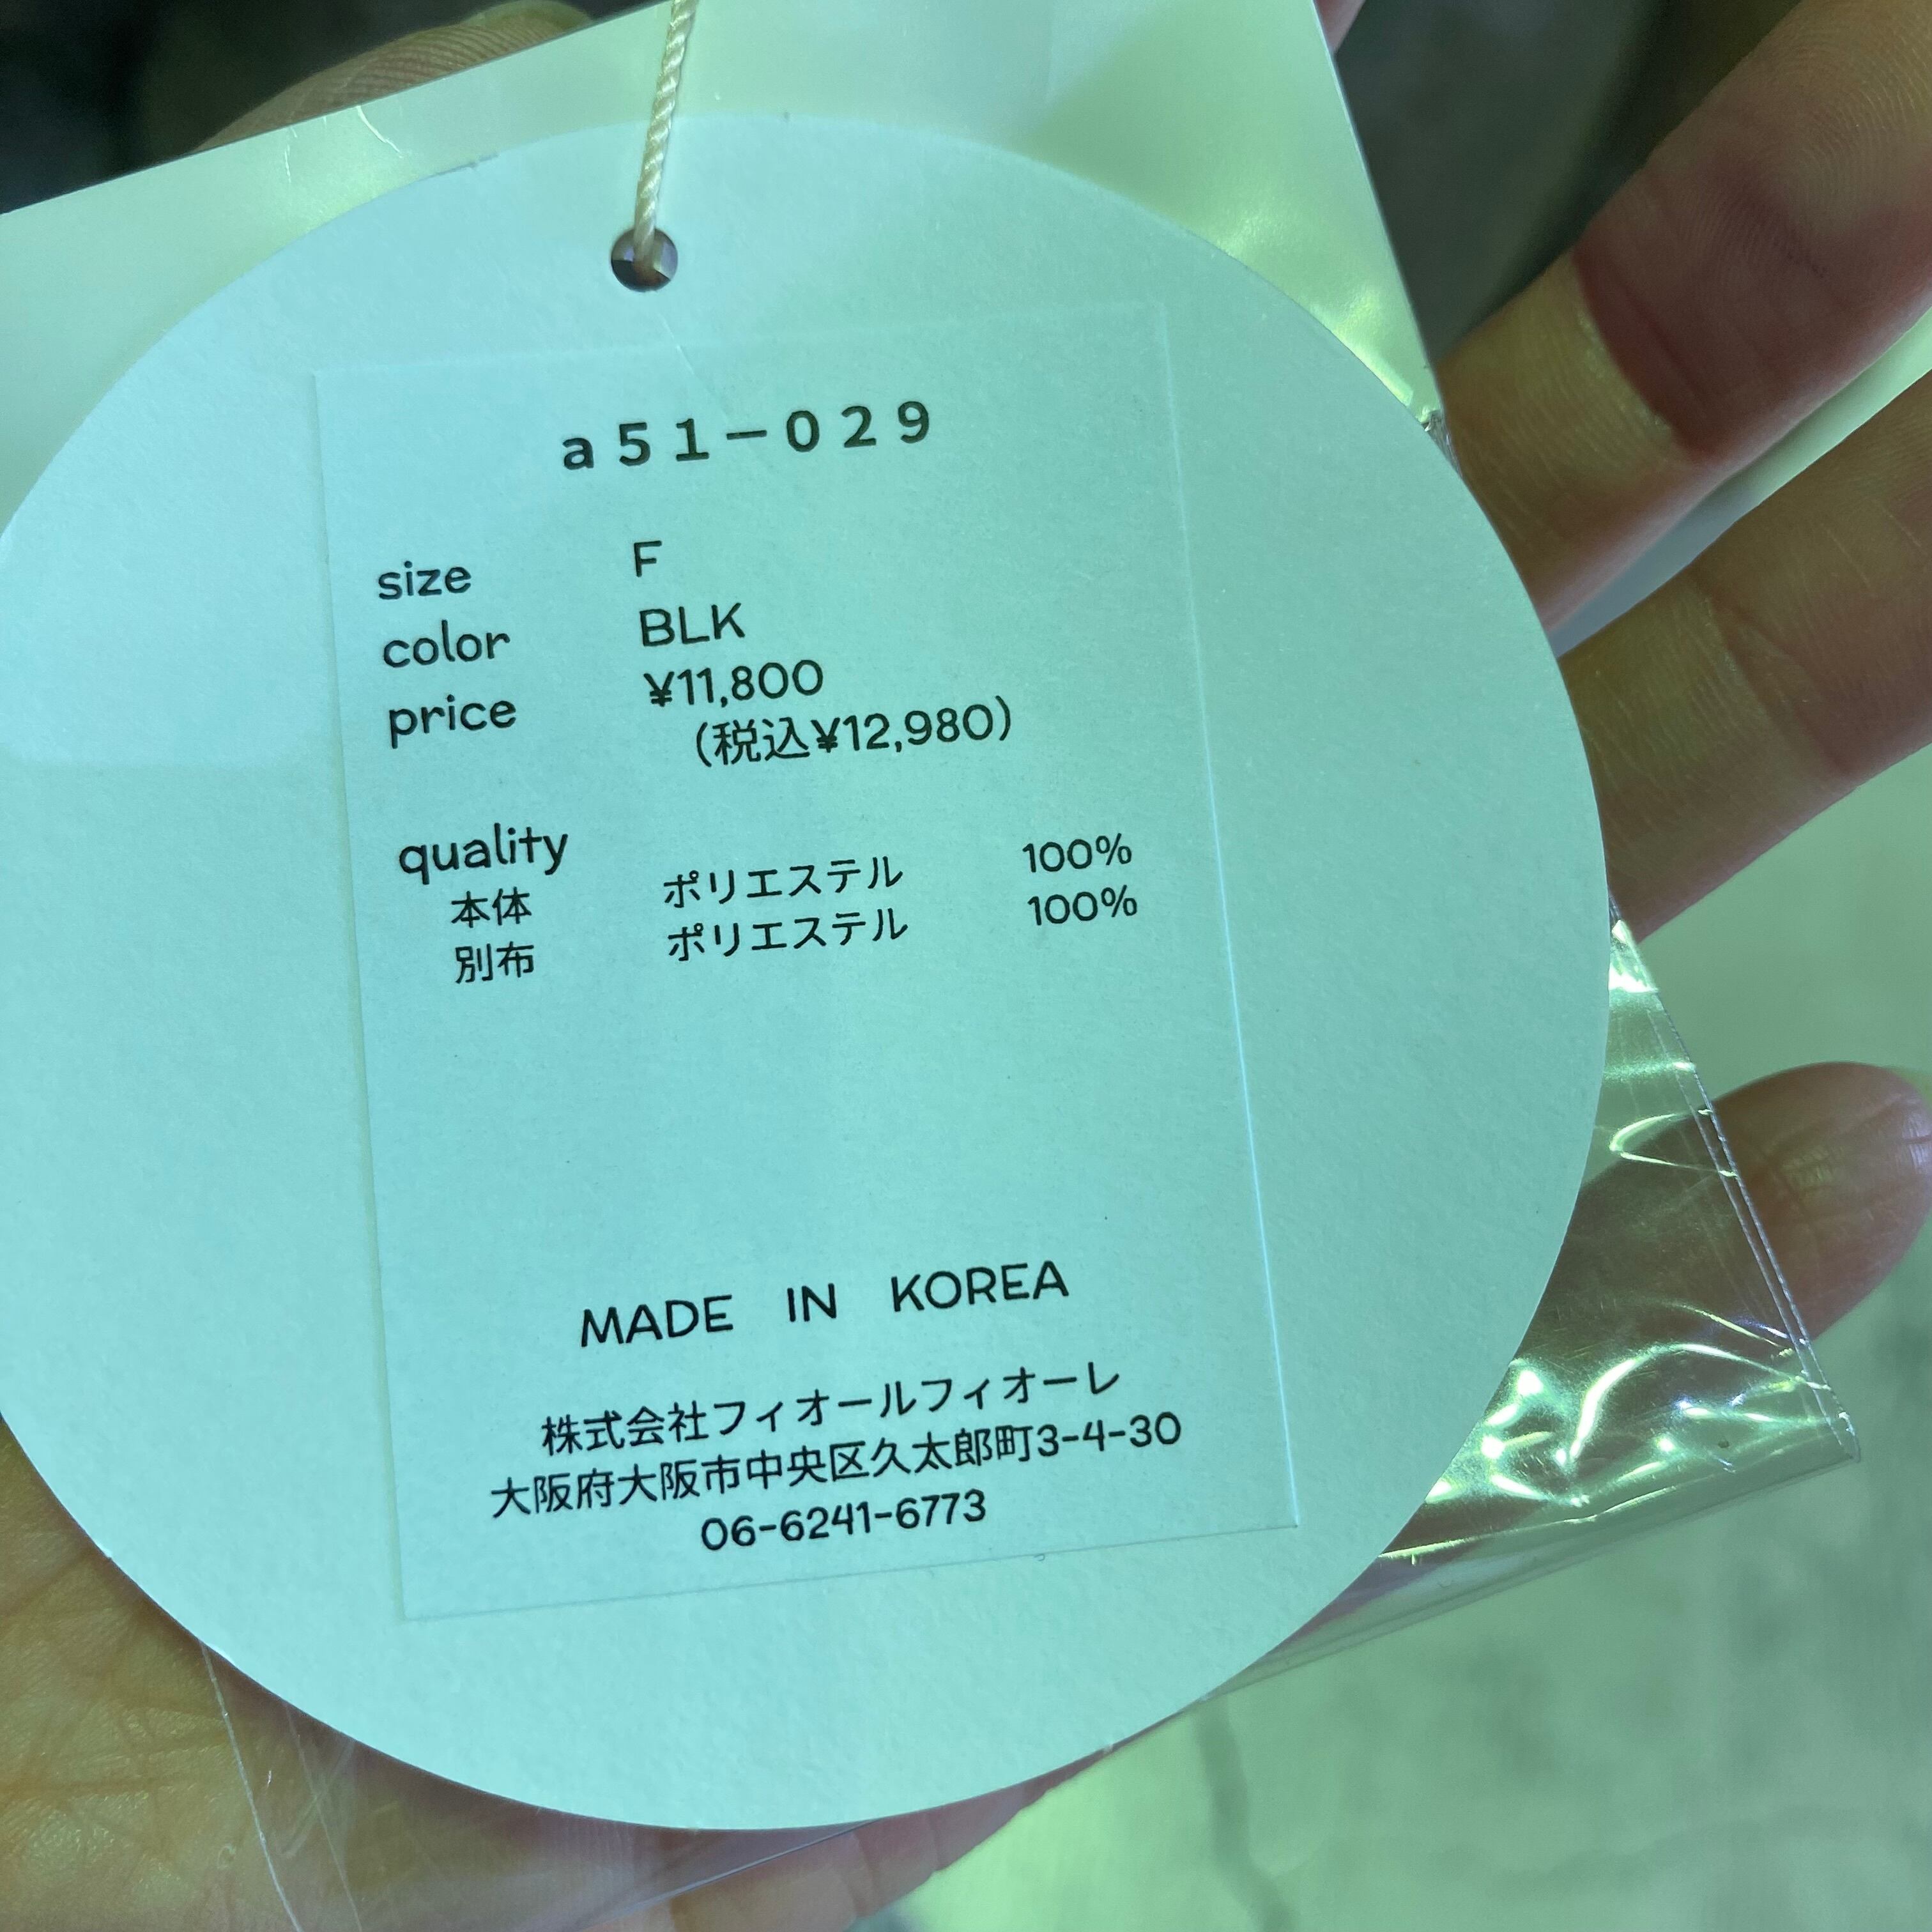 a51-029
size F
color BLK
price ¥11,800
(税込¥12,980)
quality
本体 ポリエステル 100%
別布 ポリエステル 100%
MADE IN KOREA
株式会社フィオールフィオーレ
大阪府大阪市中央区久太郎町3-4-30
06-6241-6773